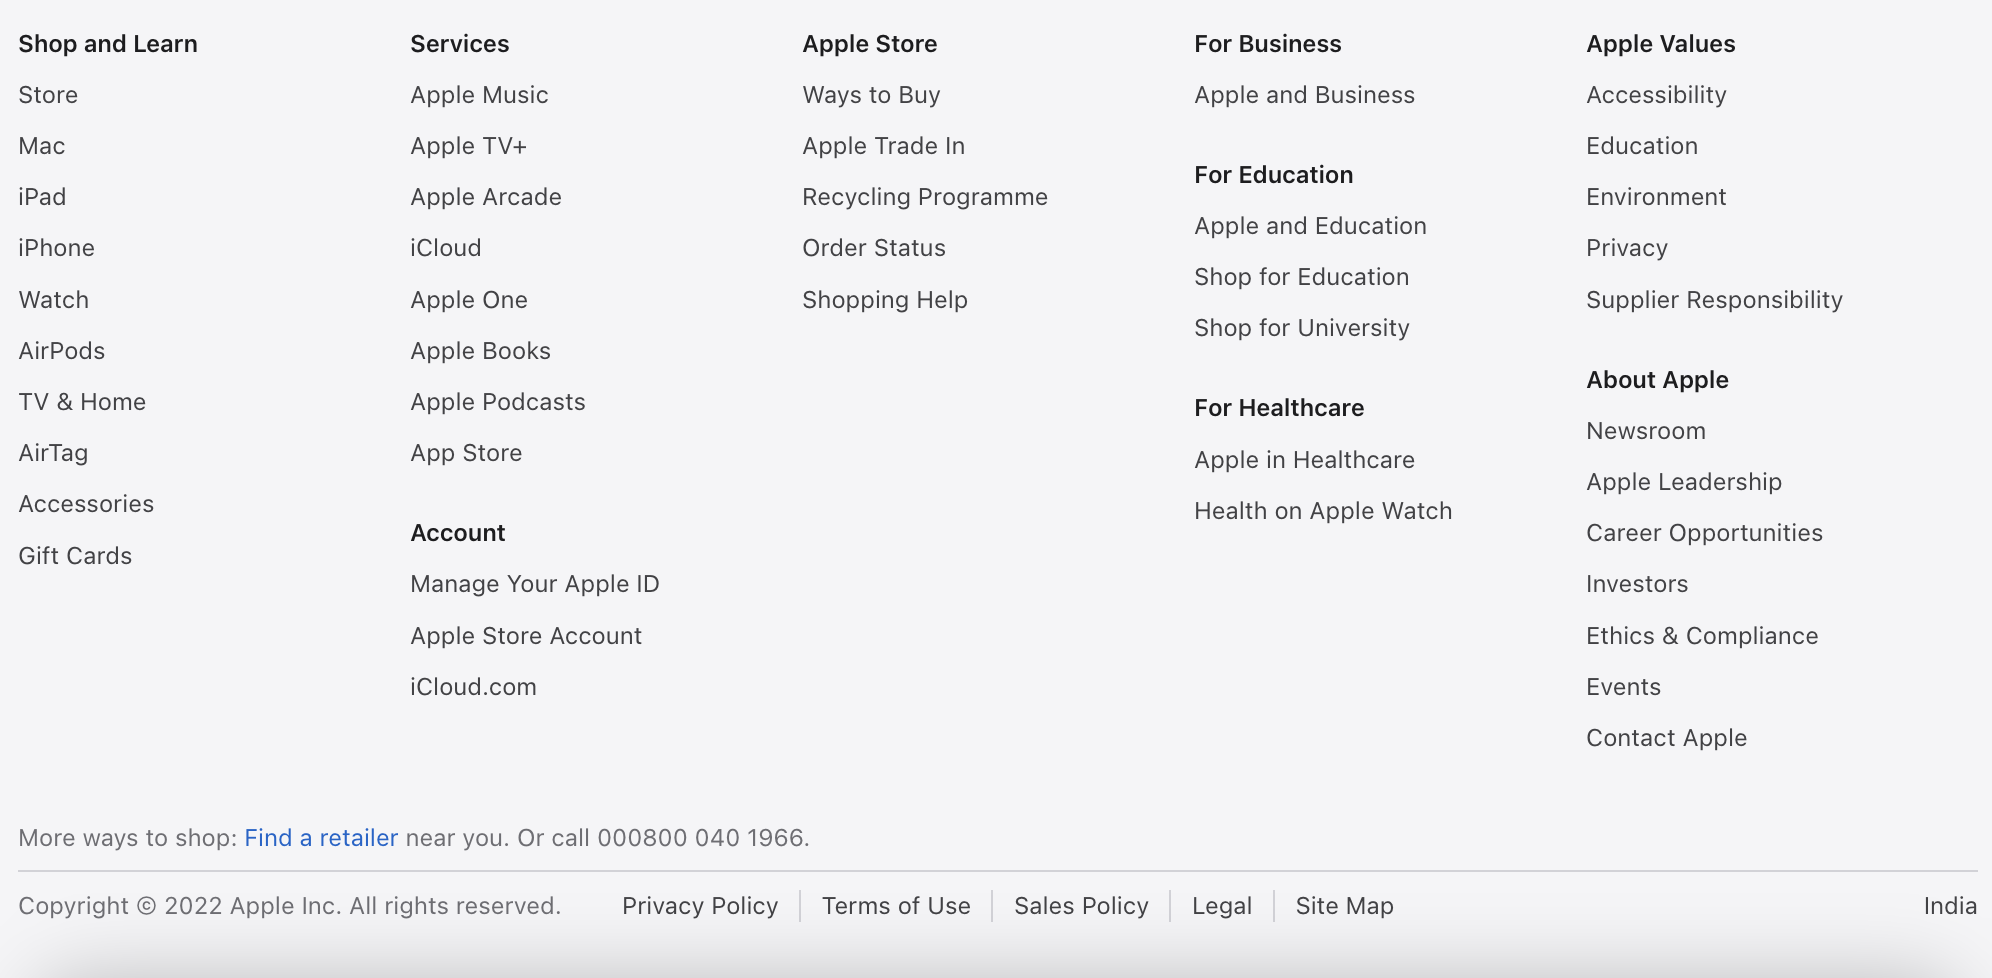 Shop and Learn
Store
Mac
iPad
iPhone
Watch
AirPods
TV & Home
AirTag
Accessories
Gift Cards
Services
Apple Music
Apple TV+
Apple Arcade
iCloud
Apple One
Apple Books
Apple Podcasts
App Store
Account
Manage Your Apple ID
Apple Store Account
iCloud.com
Apple Store
Ways to Buy
Apple Trade In
Recycling Programme
Order Status
Shopping Help
For Business
Apple and Business
For Education
Apple and Education
Shop for Education
Shop for University
For Healthcare
Apple in Healthcare
Health on Apple Watch
Apple Values
Accessibility
Education
Environment
Privacy
Supplier Responsibility
About Apple
Newsroom
Apple Leadership
Career Opportunities
Investors
Ethics & Compliance
Events
Contact Apple
More ways to shop: Find a retailer near you. Or call 000800 040 1966.
Copyright © 2022 Apple Inc. All rights reserved. Privacy Policy Terms of Use Sales Policy Legal Site Map India